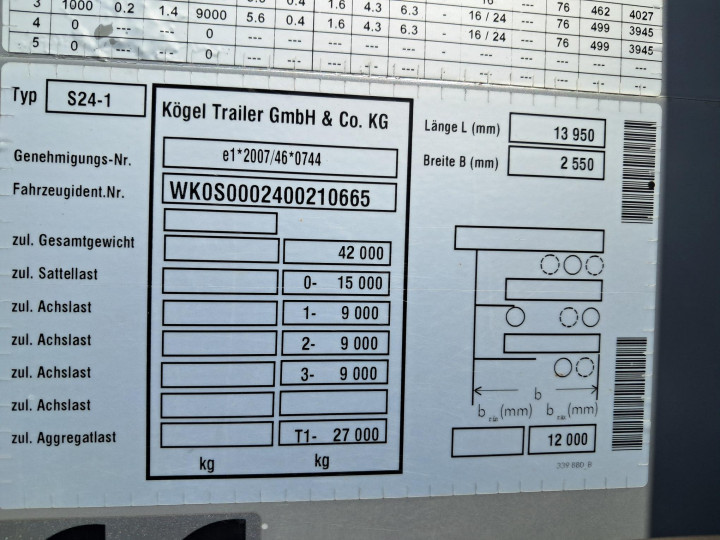 3 1000 0.2 1.4 9000 5.6 0.4 1.6 4.3 6.3 - 16 --- 76 462 4027
4 0 --- --- 0 --- 0.4 1.6 4.3 6.3 - 16 / 24 --- 76 499 3945
5 0 --- --- 0 --- --- --- --- --- - 16 / 24 --- 76 499 3945
Typ S24-1
Kögel Trailer GmbH & Co. KG
Länge L (mm) 13 950
Genehmigungs-Nr. e1*2007/46*0744
Breite B (mm) 2 550
Fahrzeugident.Nr. WK0S0002400210665
zul. Gesamtgewicht 42 000
zul. Sattellast 0- 15 000
zul. Achslast 1- 9 000
zul. Achslast 2- 9 000
zul. Achslast 3- 9 000
zul. Achslast
b
b (mm) b (mm)
zul. Aggregatlast T1- 27 000
12 000
kg kg